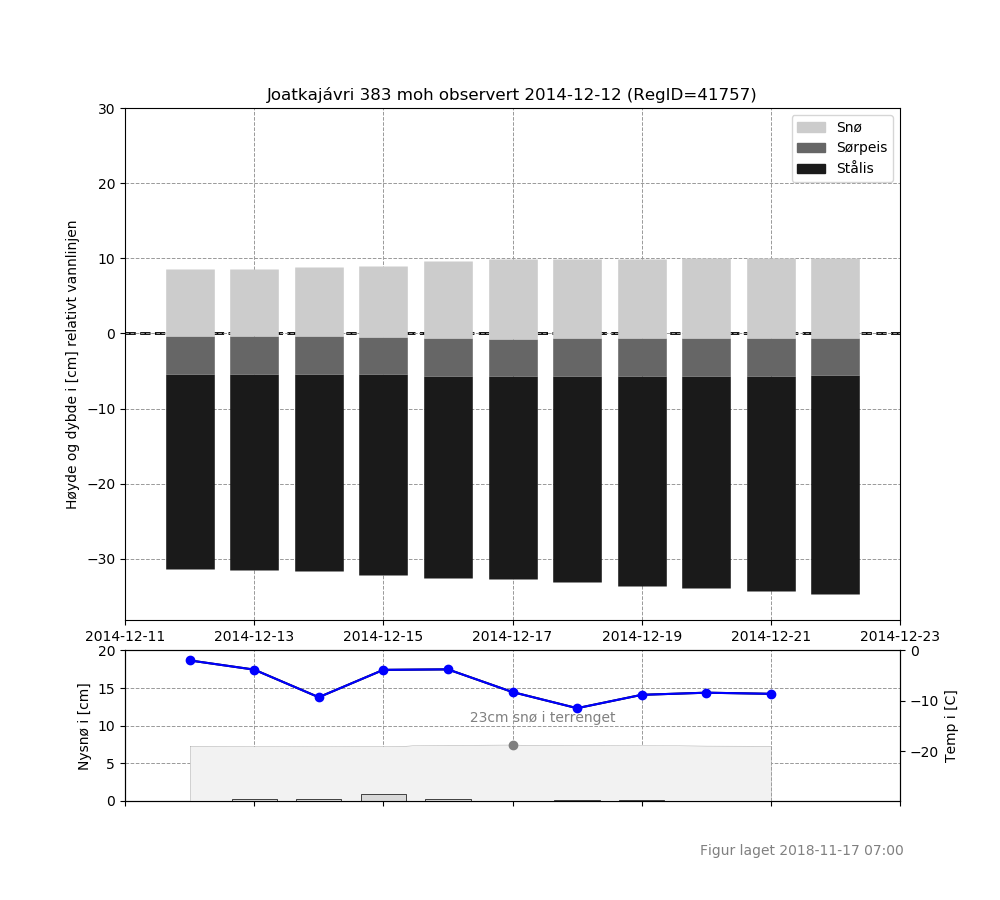 Joatkajávri 383 moh observert 2014-12-12 (RegID=41757)
30
20
10
0
−10
−20
−30
Høyde og dybde i [cm] relativt vannlinjen
Snø
Sørpeis
Stålis
2014-12-11 2014-12-13 2014-12-15 2014-12-17 2014-12-19 2014-12-21 2014-12-23
20
15
10
5
0
Nysnø i [cm]
23cm snø i terrenget
0
−10
−20
Temp i [C]
Figur laget 2018-11-17 07:00